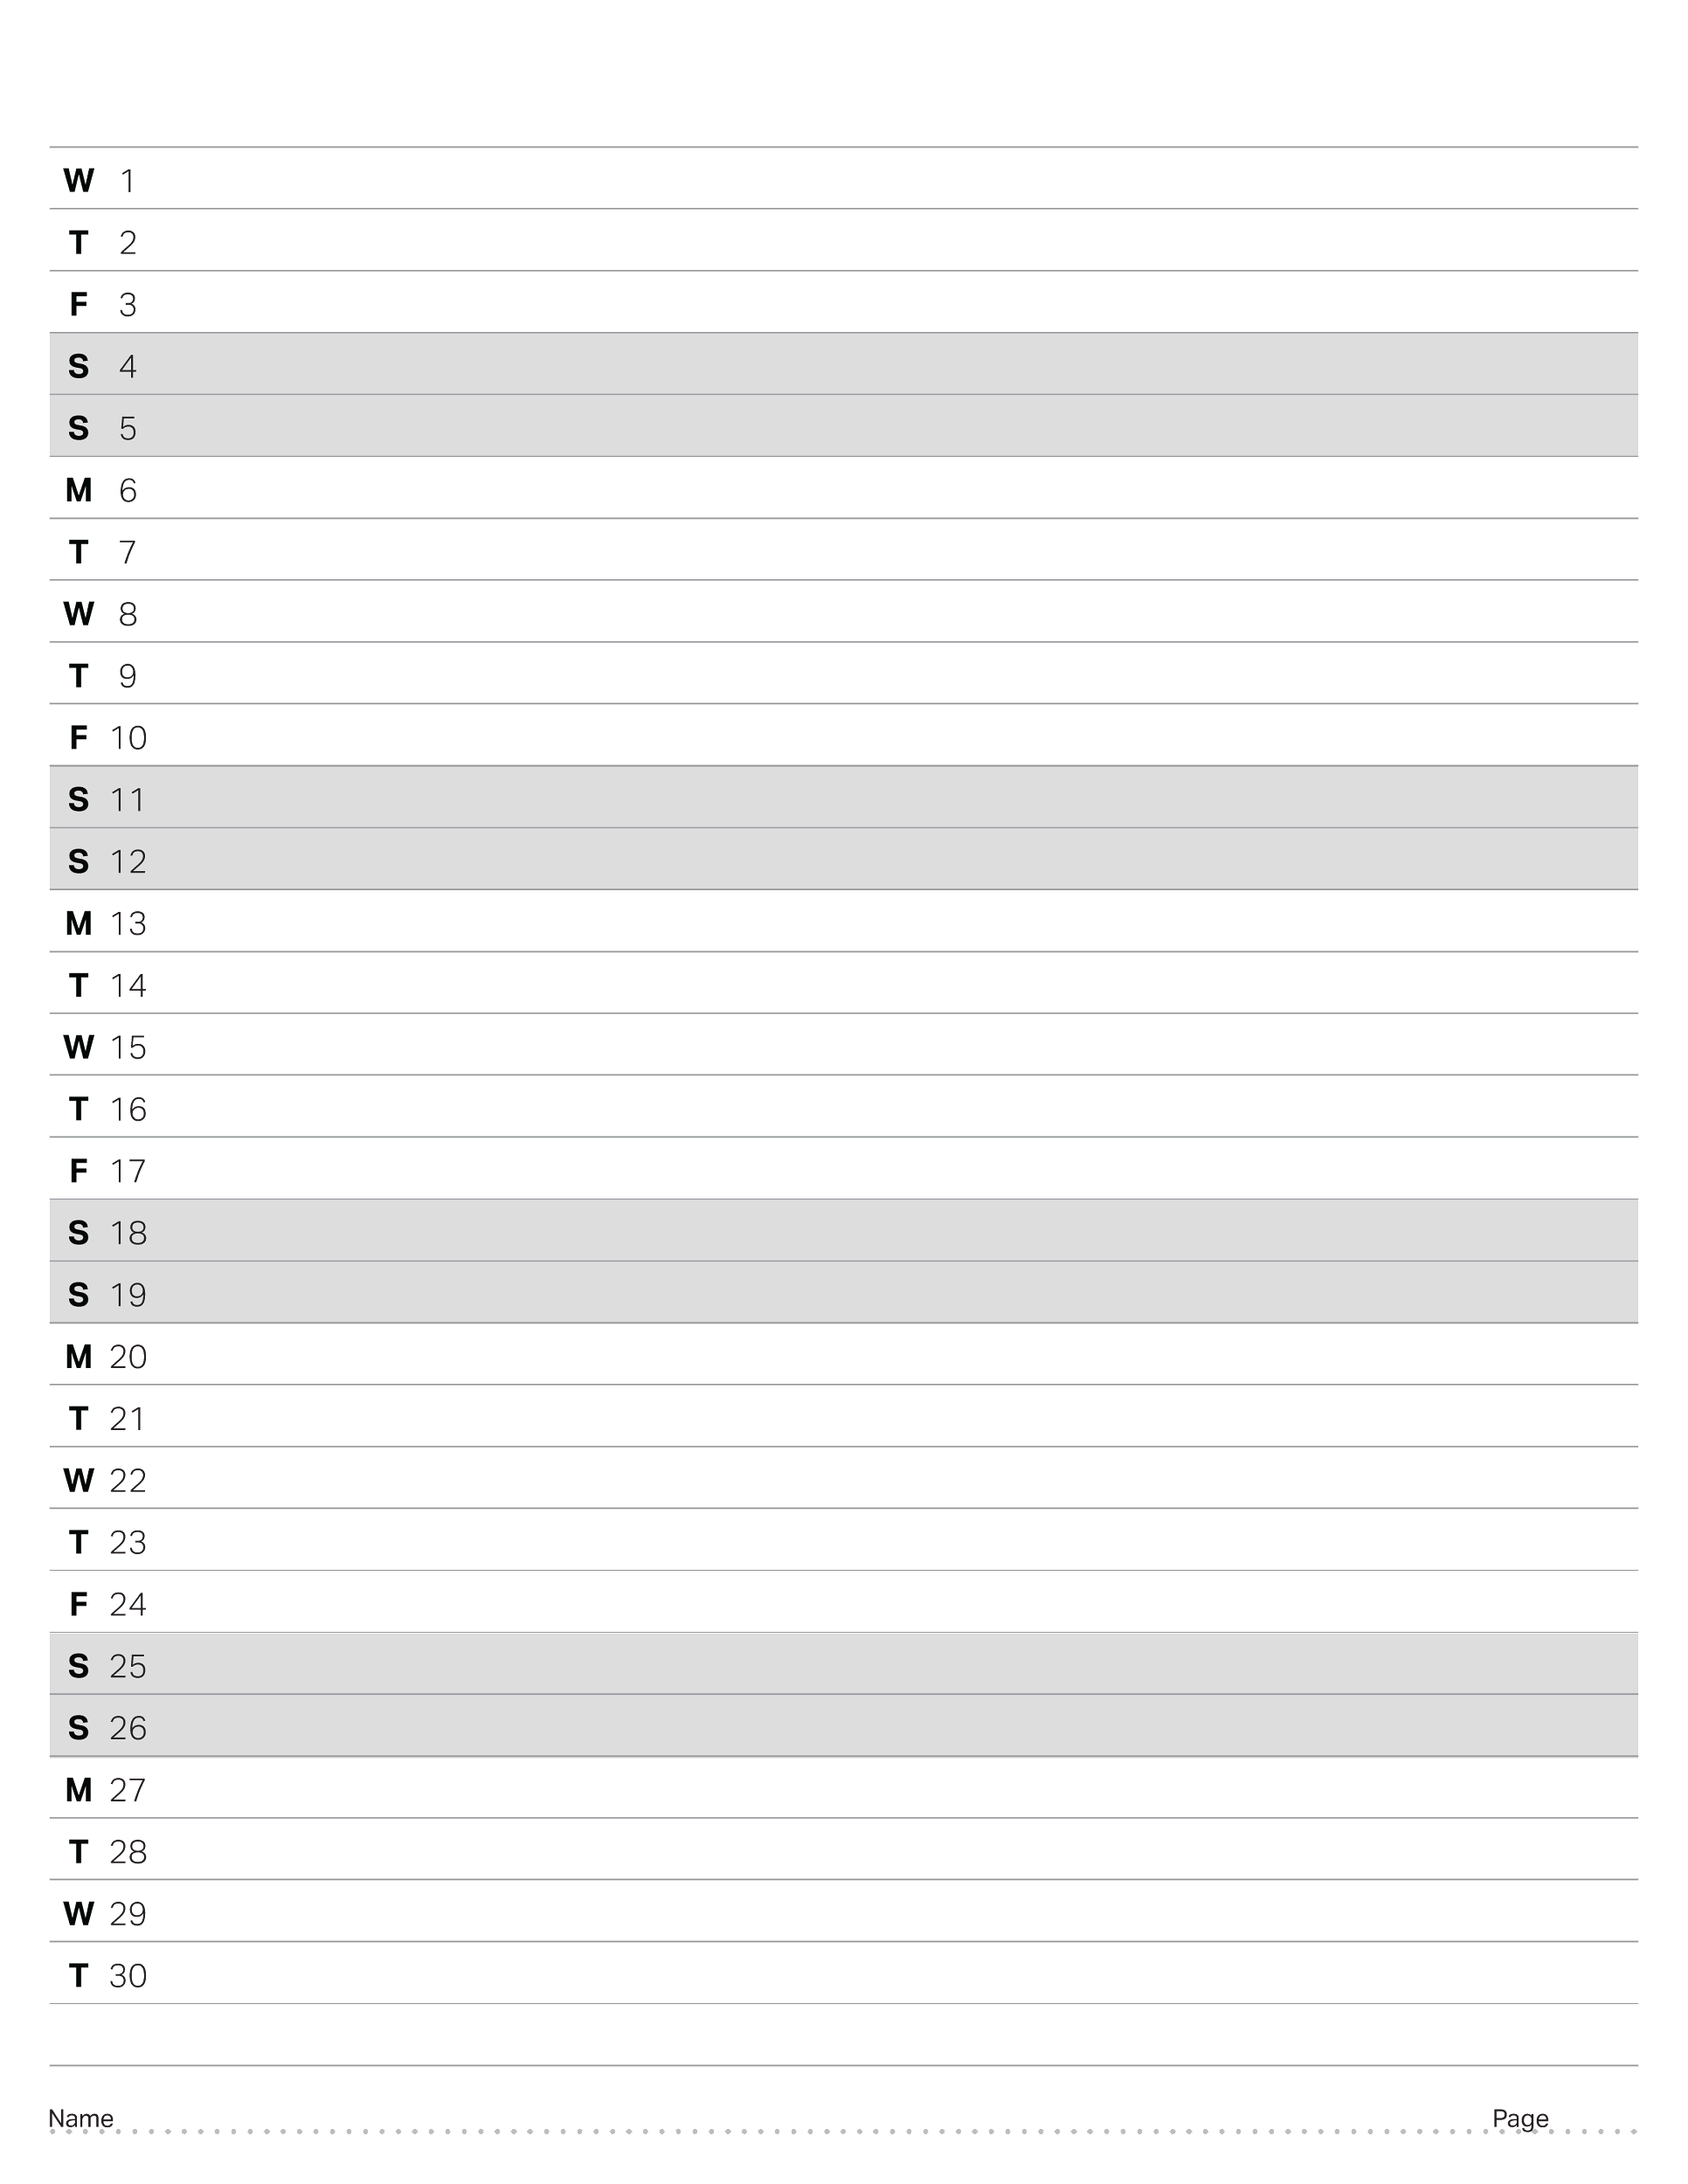 W 1
T 2
F 3
S 4
S 5
M 6
T 7
W 8
T 9
F 10
S 11
S 12
M 13
T 14
W 15
T 16
F 17
S 18
S 19
M 20
T 21
W 22
T 23
F 24
S 25
S 26
M 27
T 28
W 29
T 30
Name Page